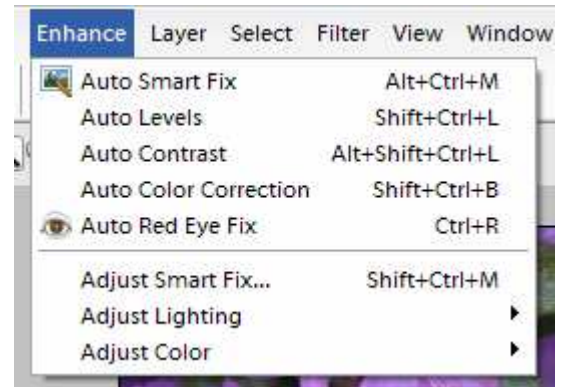 Enhance Layer Select Filter View Window
Auto Smart Fix Alt+Ctrl+M
Auto Levels Shift+Ctrl+L
Auto Contrast Alt+Shift+Ctrl+L
Auto Color Correction Shift+Ctrl+B
Auto Red Eye Fix Ctrl+R
Adjust Smart Fix... Shift+Ctrl+M
Adjust Lighting
Adjust Color